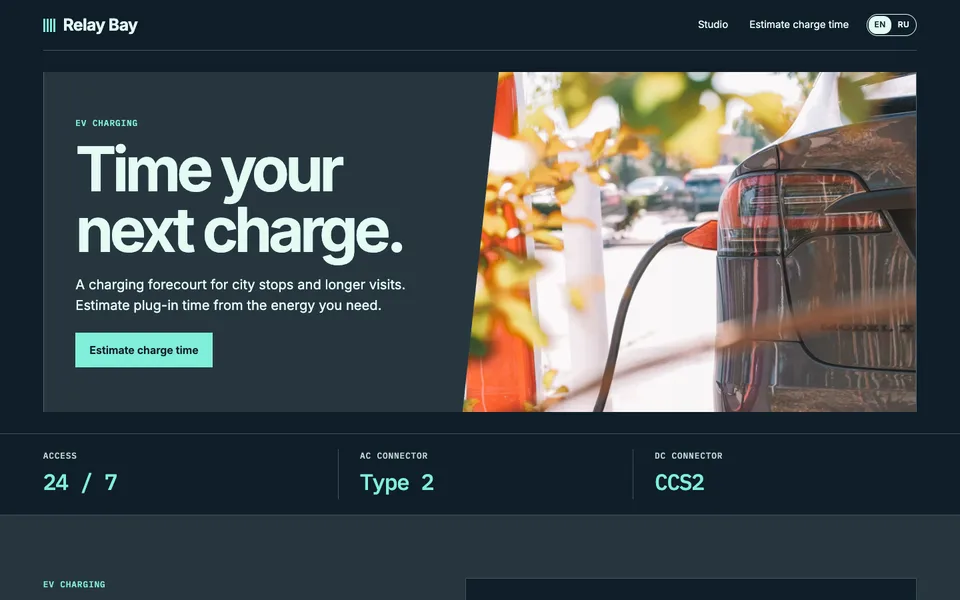 Relay Bay
Studio
Estimate charge time
EN
RU
EV CHARGING
Time your
next charge.
A charging forecourt for city stops and longer visits.
Estimate plug-in time from the energy you need.
Estimate charge time
ACCESS
24 / 7
AC CONNECTOR
Type 2
DC CONNECTOR
CCS2
EV CHARGING